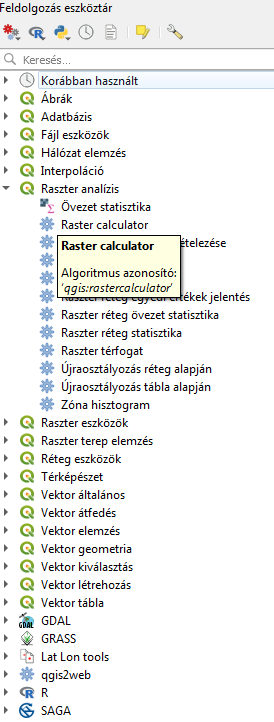 Feldolgozás eszköztár
Keresés...
Korábban használt
Ábrák
Adatbázis
Fájl eszközök
Hálózat elemzés
Interpoláció
Raszter analízis
Övezet statisztika
Raster calculator
Raster calculator
ételezése
Algoritmus azonosító:
'qgis:rastercalculator'
Raszter réteg egyedi értékek jelentés
Raszter réteg övezet statisztika
Raszter réteg statisztika
Raszter térfogat
Újraosztályozás réteg alapján
Újraosztályozás tábla alapján
Zóna hisztogram
Raszter eszközök
Raszter terep elemzés
Réteg eszközök
Térképészet
Vektor általános
Vektor átfedés
Vektor elemzés
Vektor geometria
Vektor kiválasztás
Vektor létrehozás
Vektor tábla
GDAL
GRASS
Lat Lon tools
qgis2web
R
SAGA